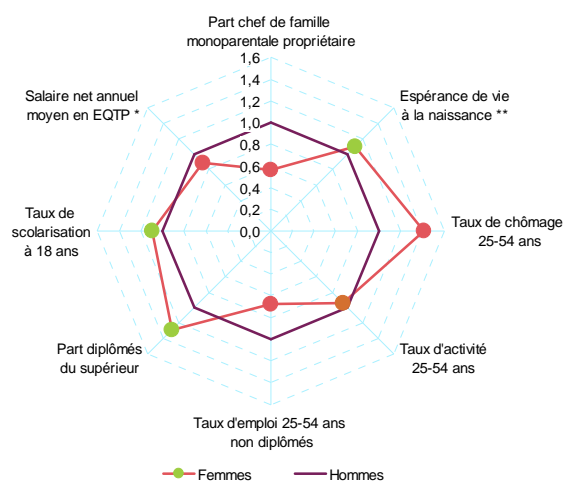 Part chef de famille
monoparentale propriétaire
1,6
1,4
1,2
1,0
0,8
0,6
0,4
0,2
0,0
Espérance de vie
à la naissance **
Taux de chômage
25-54 ans
Taux d'activité
25-54 ans
Taux d'emploi 25-54 ans
non diplômés
Part diplômés
du supérieur
Taux de
scolarisation
à 18 ans
Salaire net annuel
moyen en EQTP *
Femmes
Hommes